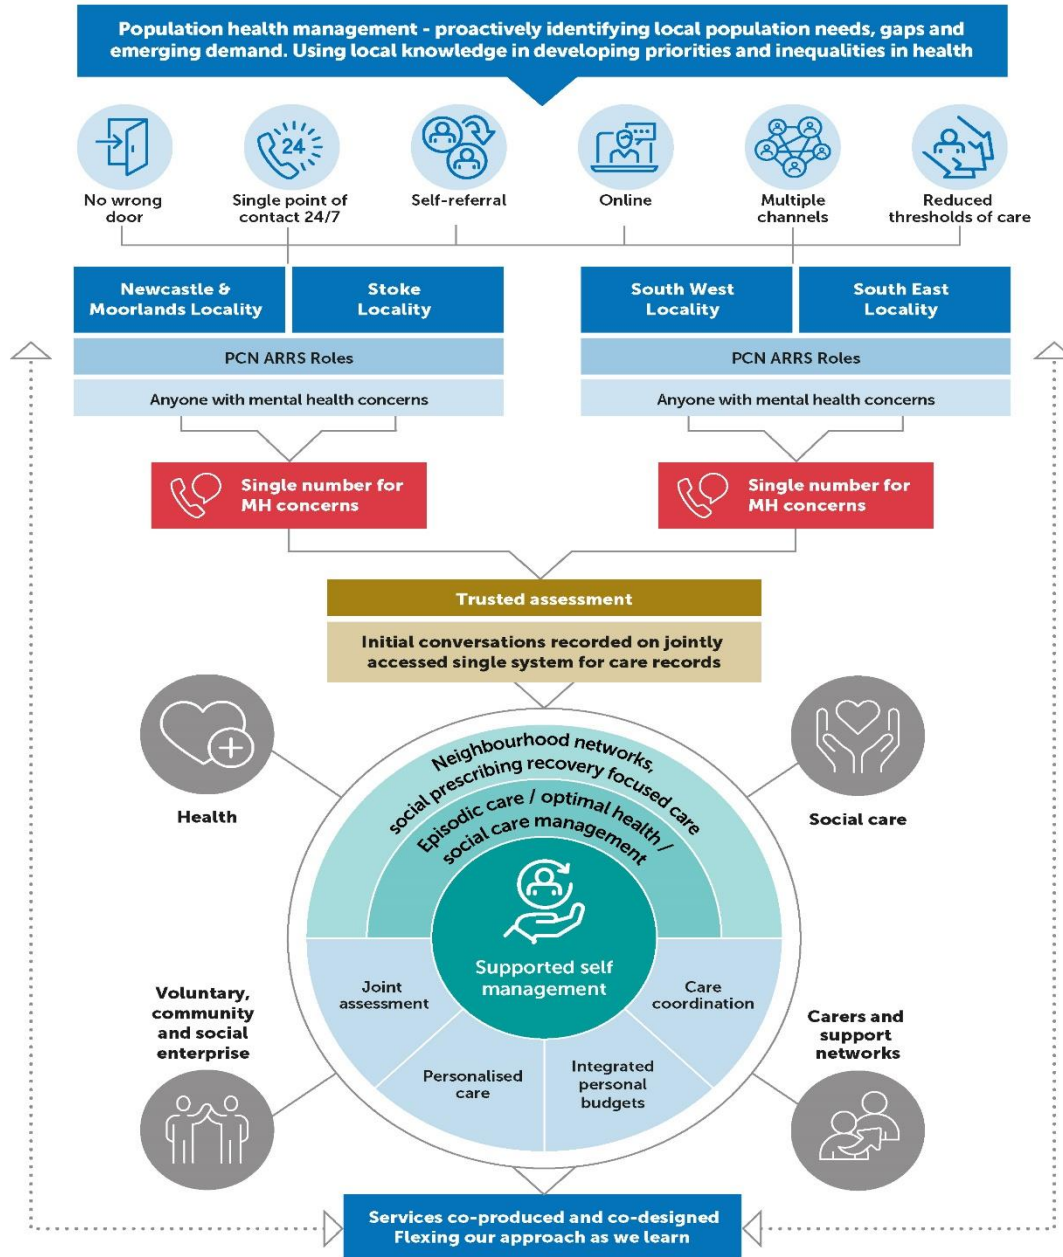 Population health management - proactively identifying local population needs, gaps and
emerging demand. Using local knowledge in developing priorities and inequalities in health
24
No wrong
door
Single point of
contact 24/7
Self-referral
Online
Multiple
channels
Reduced
thresholds of care
Newcastle &
Moorlands Locality
Stoke
Locality
South West
Locality
South East
Locality
PCN ARRS Roles
PCN ARRS Roles
Anyone with mental health concerns
Anyone with mental health concerns
Single number for
MH concerns
Single number for
MH concerns
Trusted assessment
Initial conversations recorded on jointly
accessed single system for care records
Health
Social care
Neighbourhood networks,
social prescribing recovery focused care
Episodic care / optimal health /
social care management
Supported self
management
Joint
assessment
Personalised
care
Integrated
personal
budgets
Care
coordination
Voluntary,
community
and social
enterprise
Carers and
support
networks
Services co-produced and co-designed
Flexing our approach as we learn